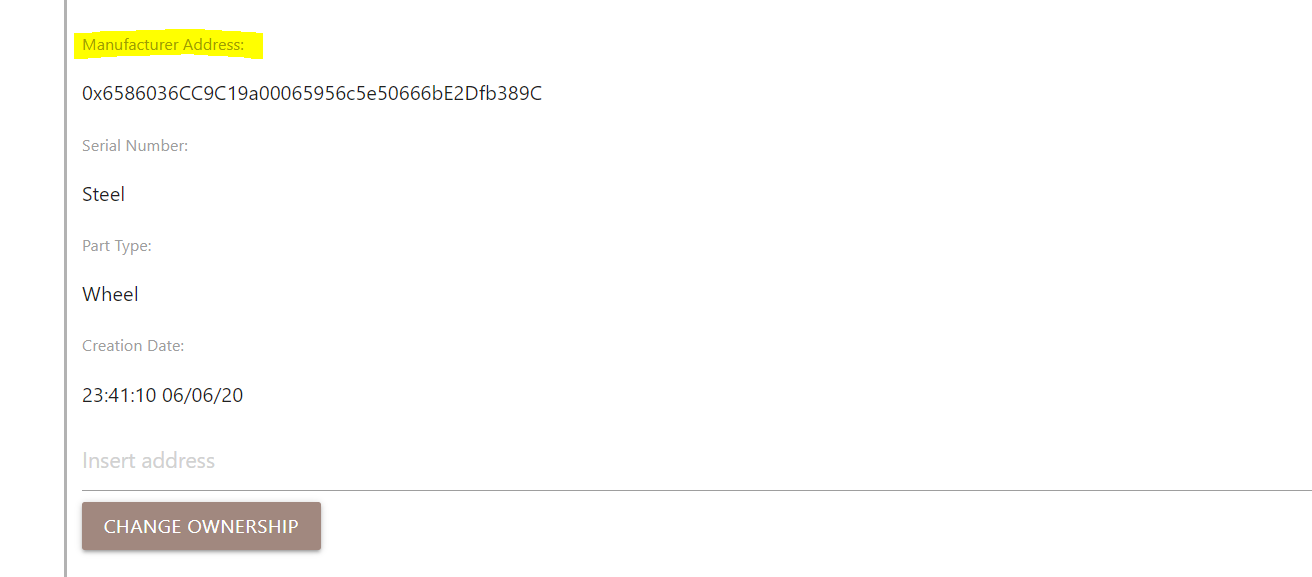 Manufacturer Address:
0x6586036CC9C19a00065956c5e50666bE2Dfb389C
Serial Number:
Steel
Part Type:
Wheel
Creation Date:
23:41:10 06/06/20
Insert address
CHANGE OWNERSHIP